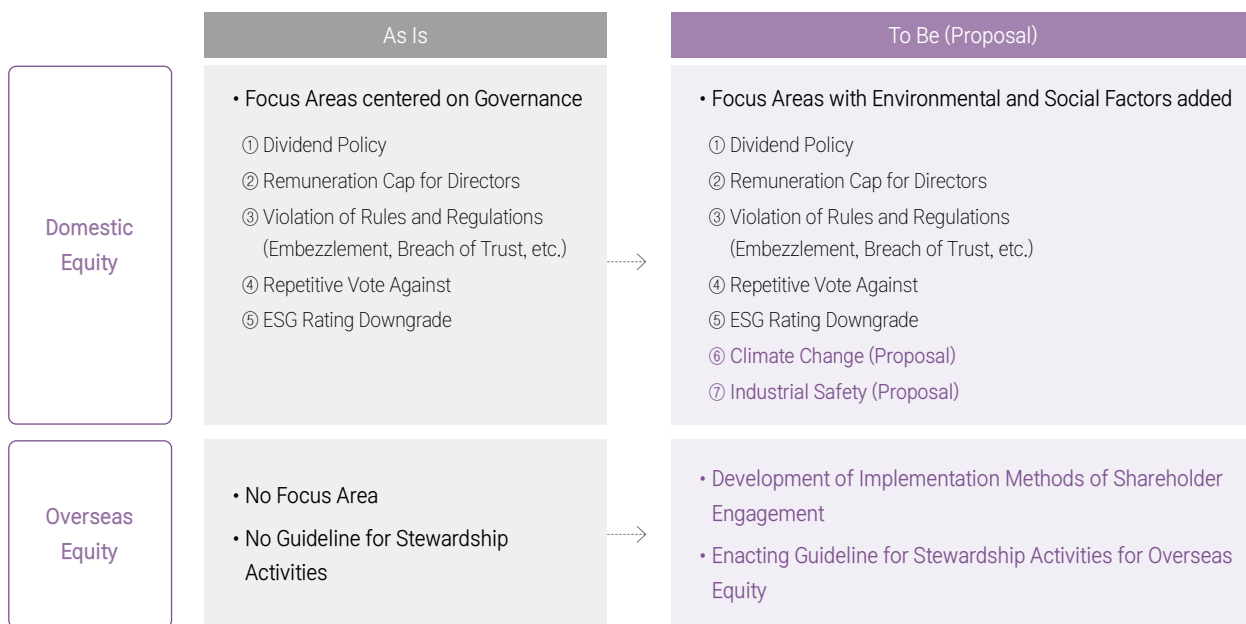 As Is
To Be (Proposal)
Domestic
Equity
• Focus Areas centered on Governance
① Dividend Policy
② Remuneration Cap for Directors
③ Violation of Rules and Regulations
(Embezzlement, Breach of Trust, etc.)
④ Repetitive Vote Against
⑤ ESG Rating Downgrade
• Focus Areas with Environmental and Social Factors added
① Dividend Policy
② Remuneration Cap for Directors
③ Violation of Rules and Regulations
(Embezzlement, Breach of Trust, etc.)
④ Repetitive Vote Against
⑤ ESG Rating Downgrade
⑥ Climate Change (Proposal)
⑦ Industrial Safety (Proposal)
Overseas
Equity
• No Focus Area
• No Guideline for Stewardship
Activities
• Development of Implementation Methods of Shareholder
Engagement
• Enacting Guideline for Stewardship Activities for Overseas
Equity